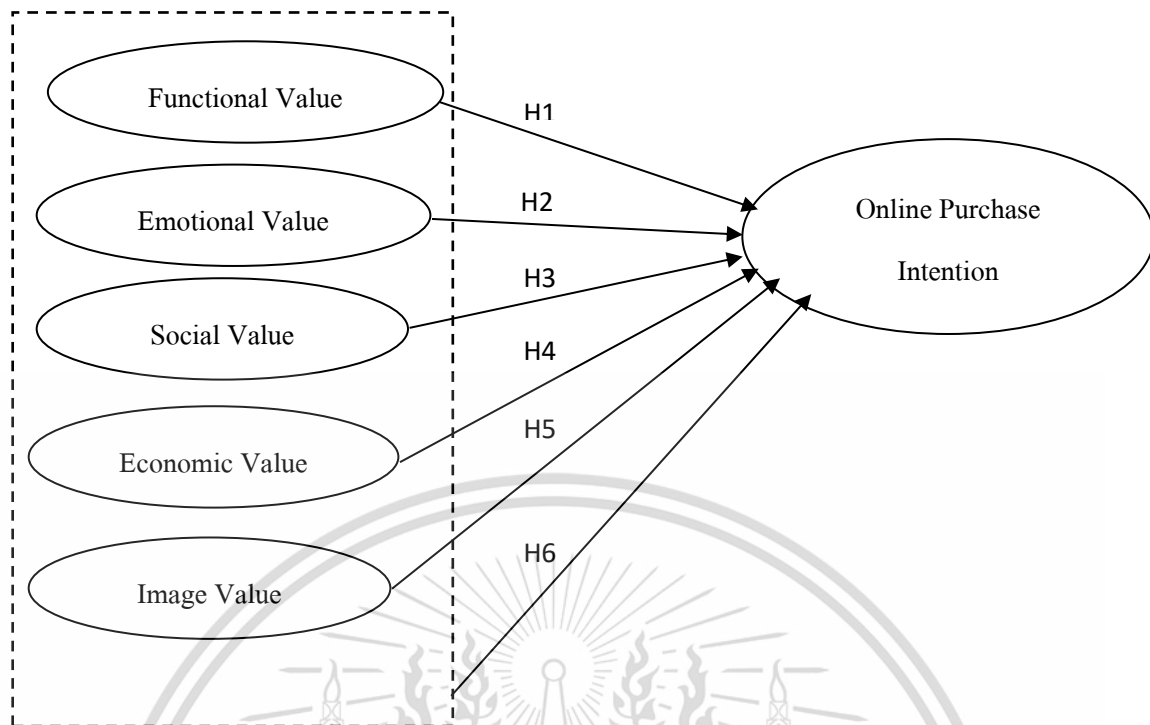 Functional Value
H1
Emotional Value
H2
Online Purchase
Intention
Social Value
H3
H4
Economic Value
H5
Image Value
H6